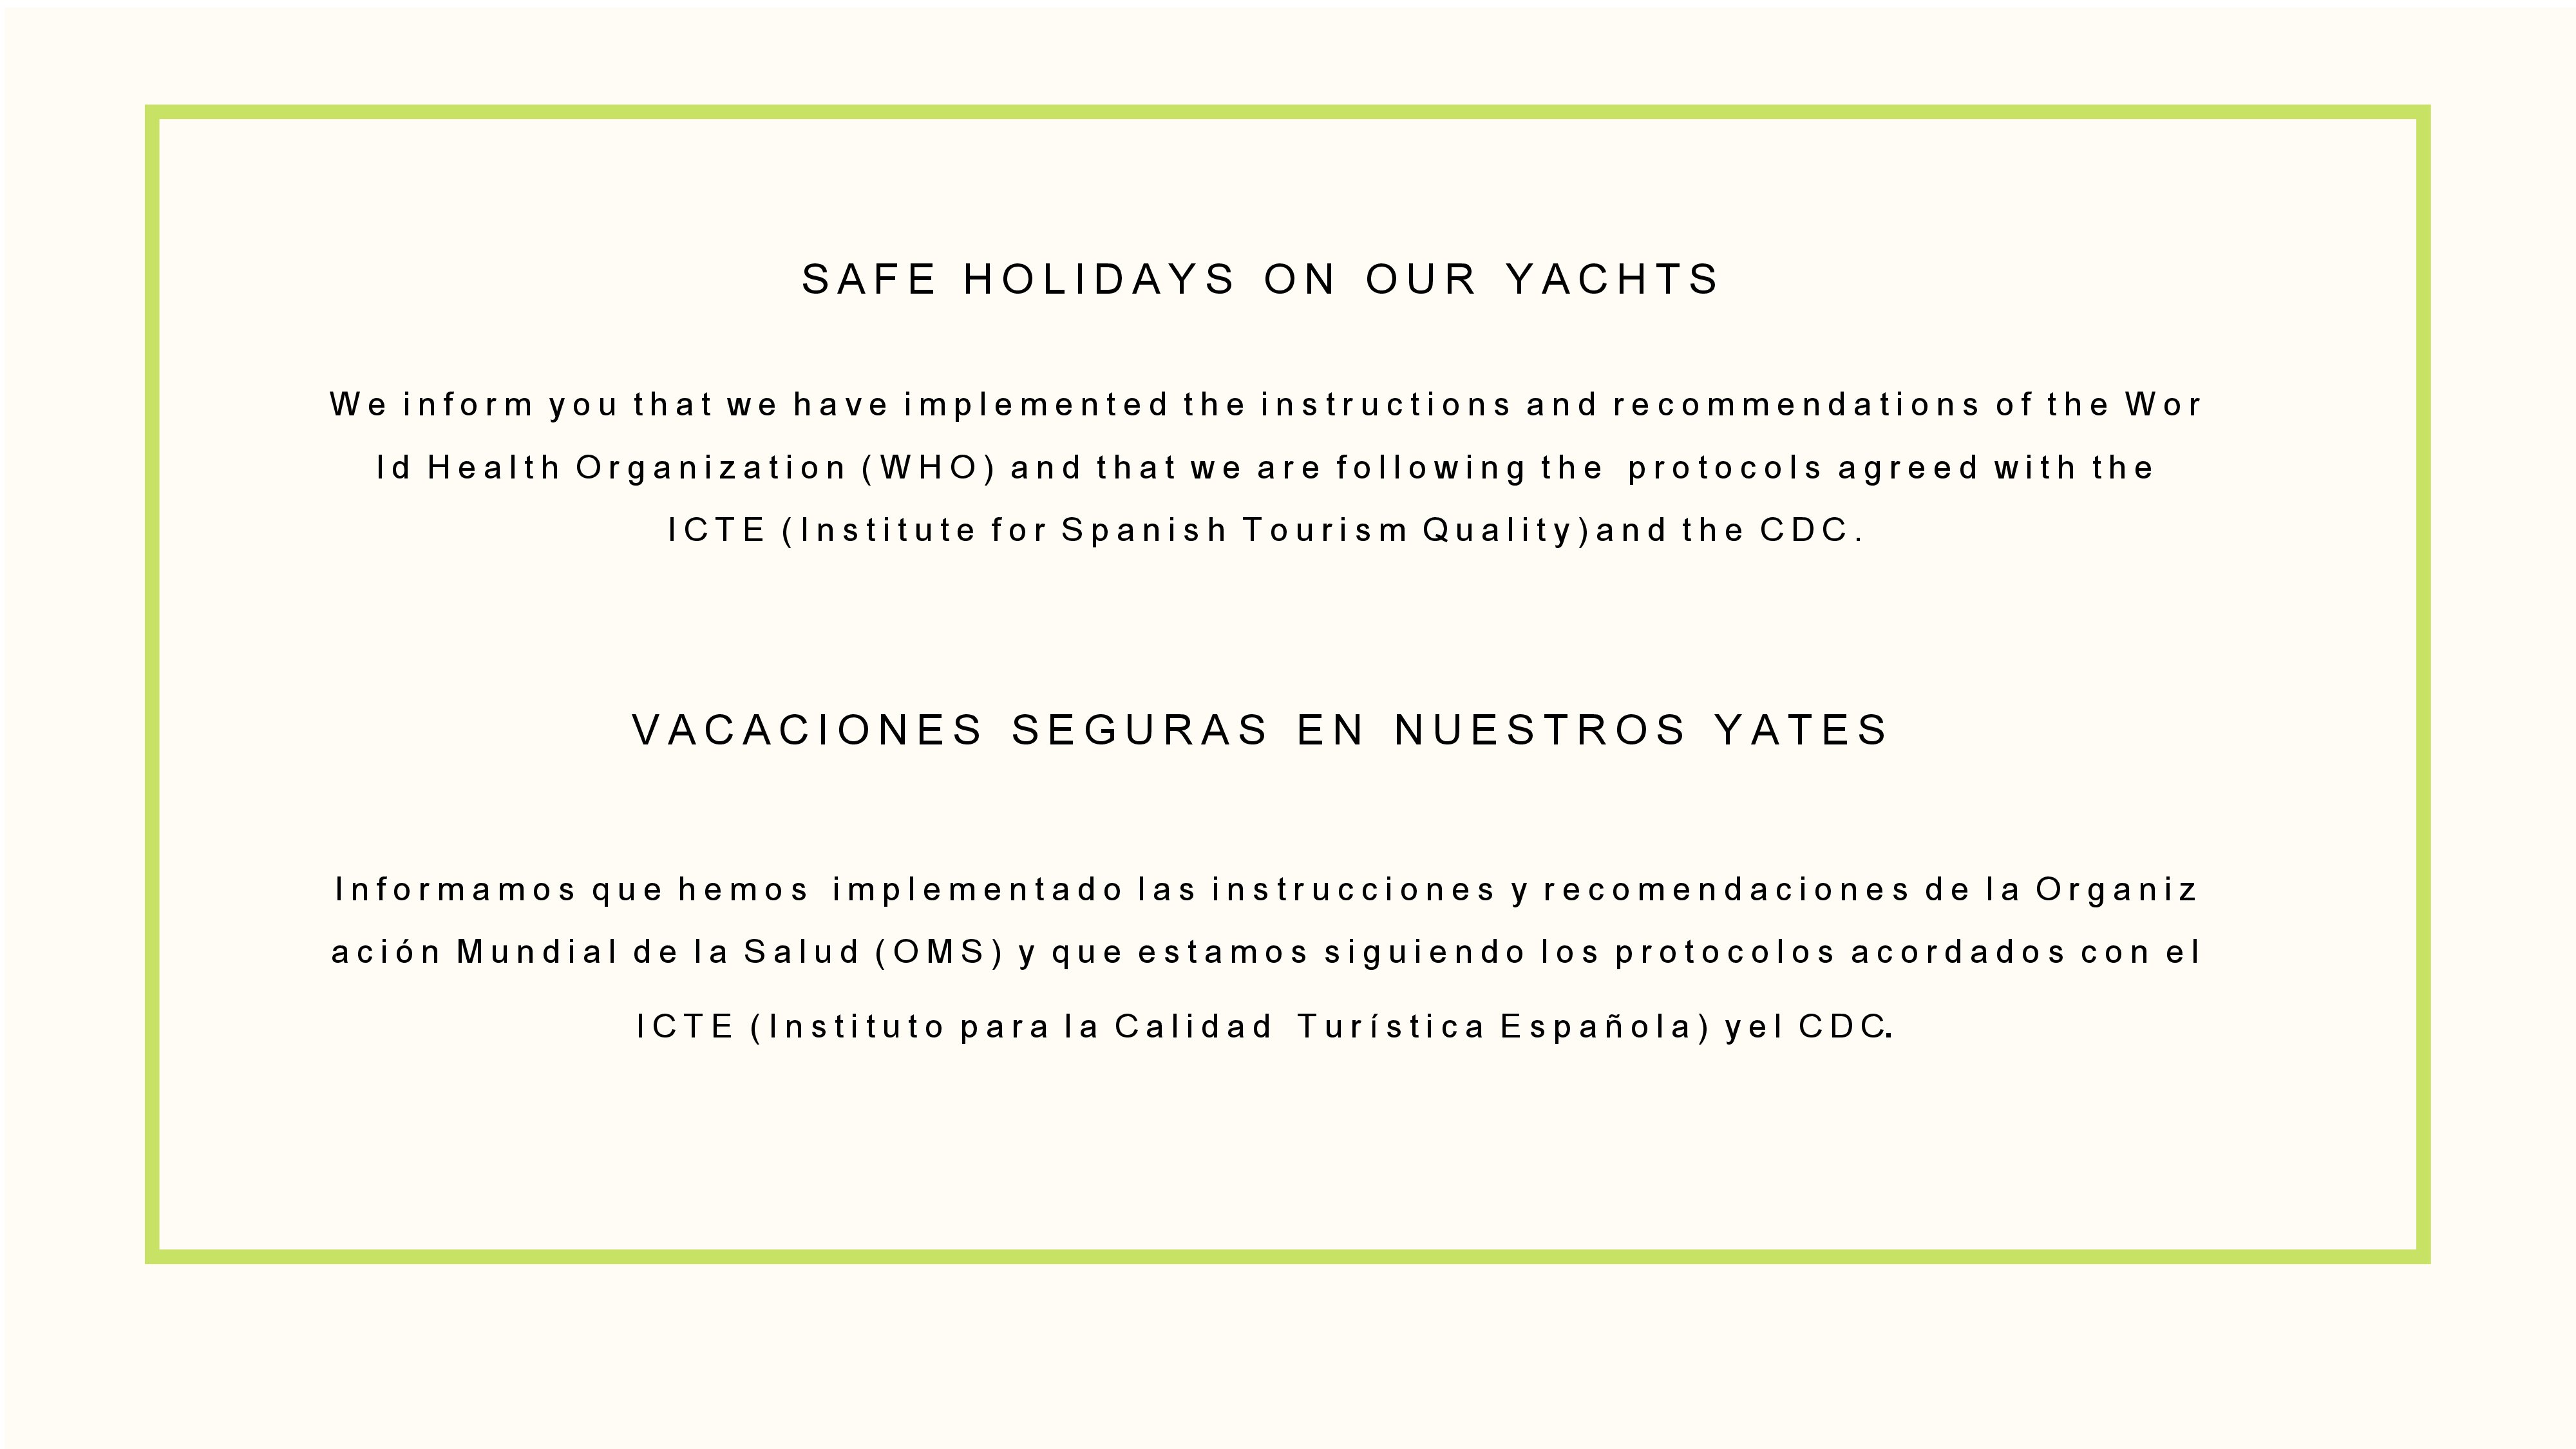 SAFE HOLIDAYS ON OUR YACHTS
We inform you that we have implemented the instructions and recommendations of the Wor
ld Health Organization (WHO) and that we are following the protocols agreed with the
ICTE (Institute for Spanish Tourism Quality)and the CDC.
VACACIONES SEGURAS EN NUESTROS YATES
Informamos que hemos implementado las instrucciones y recomendaciones de la Organiz
ación Mundial de la Salud (OMS) y que estamos siguiendo los protocolos acordados con el
ICTE (Instituto para la Calidad Turística Española) yel CDC.